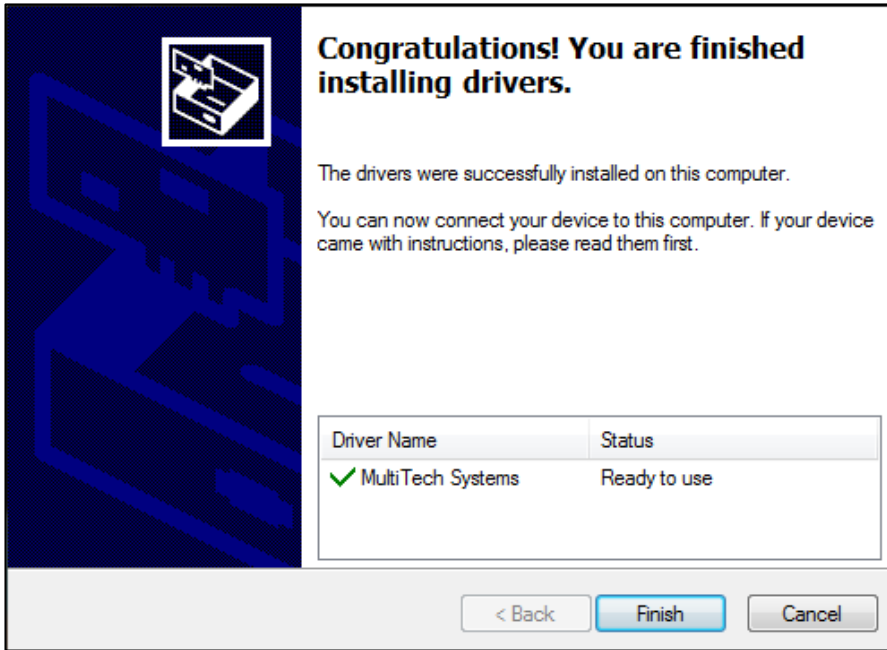 Congratulations! You are finished
installing drivers.
The drivers were successfully installed on this computer.
You can now connect your device to this computer. If your device
came with instructions, please read them first.
Driver Name Status
MultiTech Systems Ready to use
< Back Finish Cancel